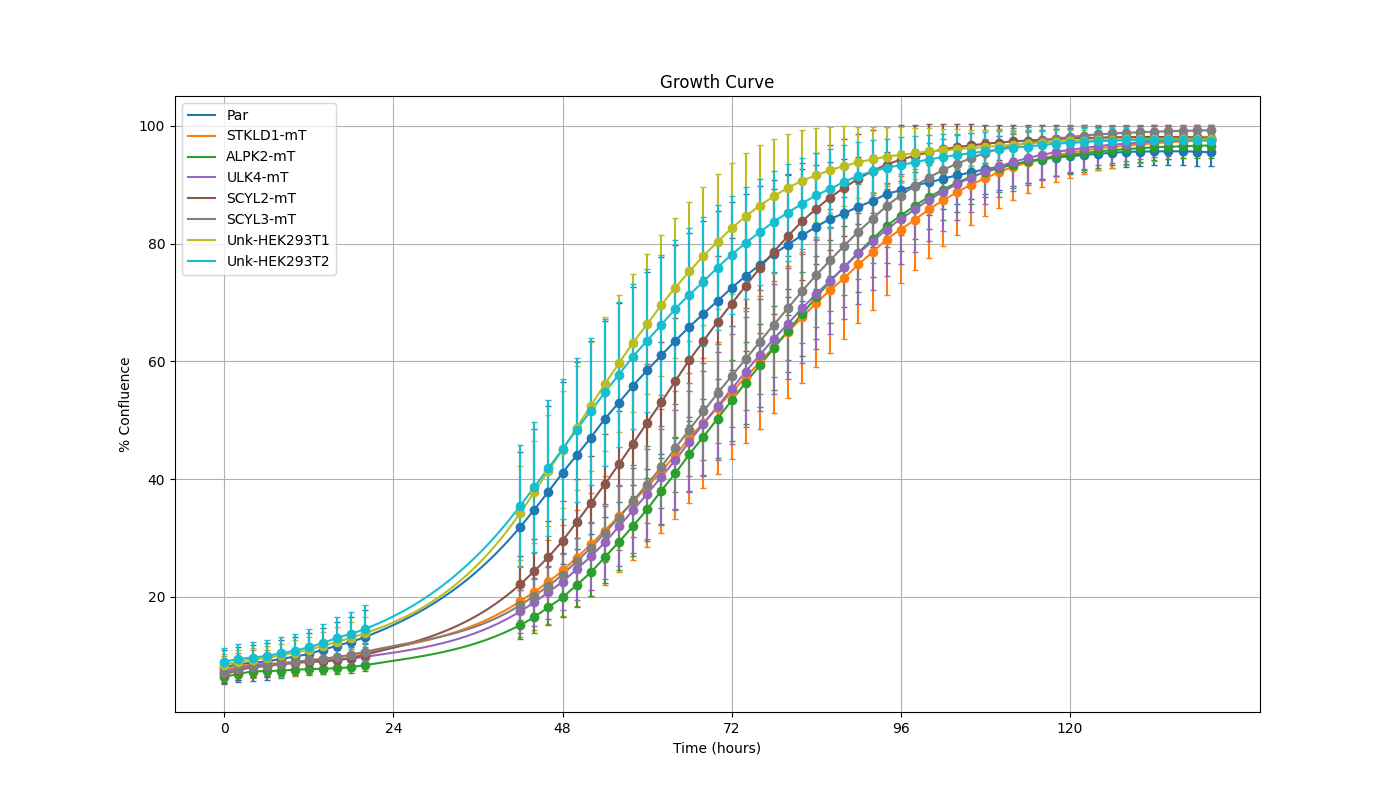 Growth Curve
Par
STKLD1-mT
ALPK2-mT
ULK4-mT
SCYL2-mT
SCYL3-mT
Unk-HEK293T1
Unk-HEK293T2
100
80
60
40
20
% Confluence
0 24 48 72 96 120
Time (hours)